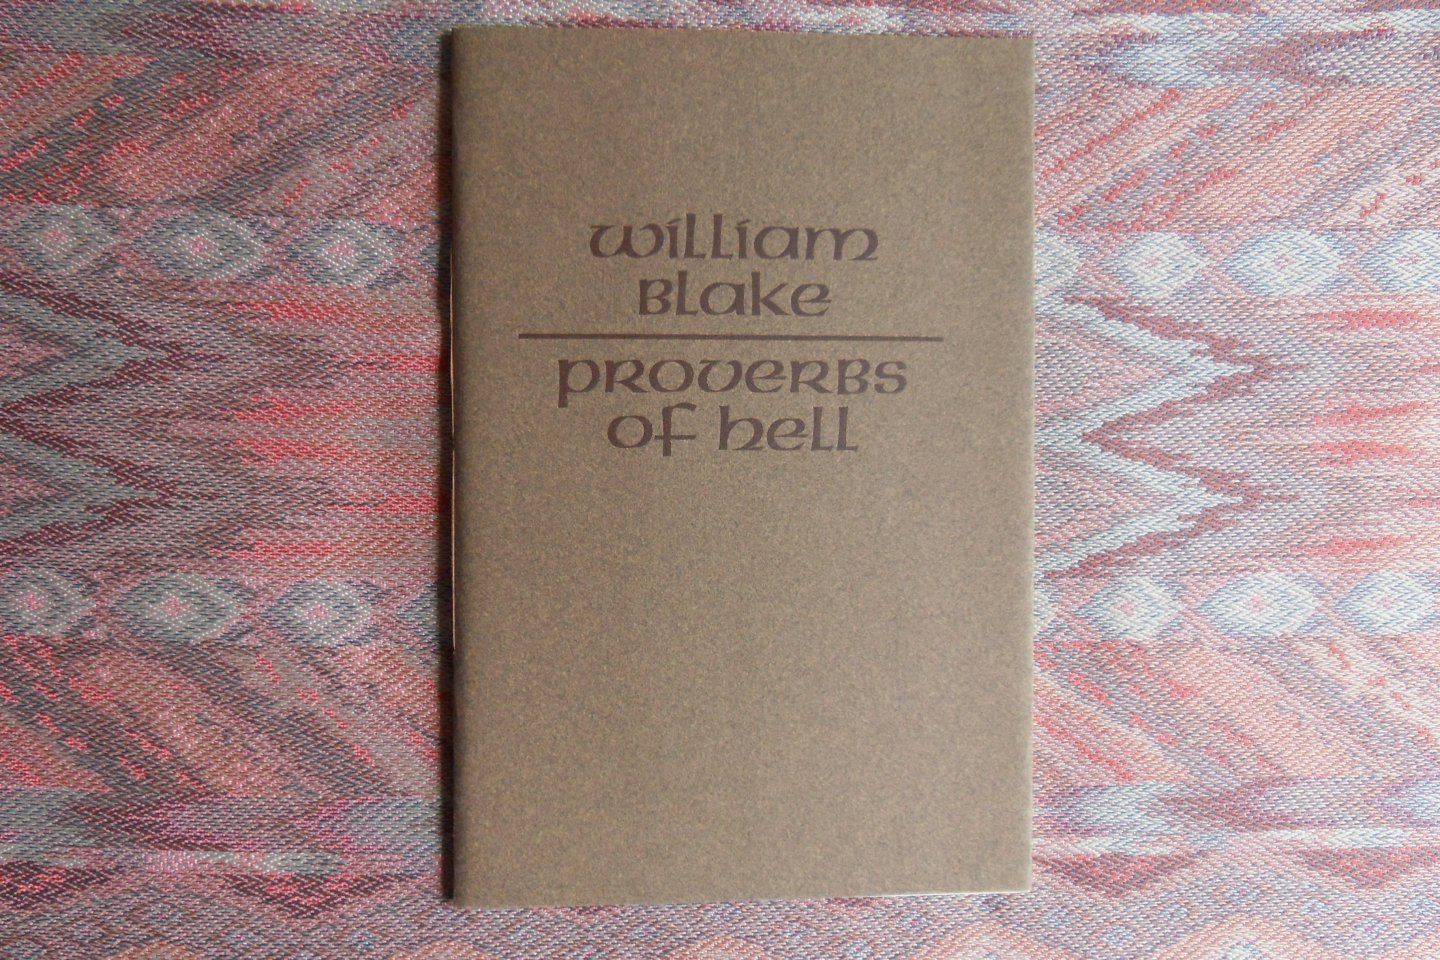 william
Blake
proverbs
of hell